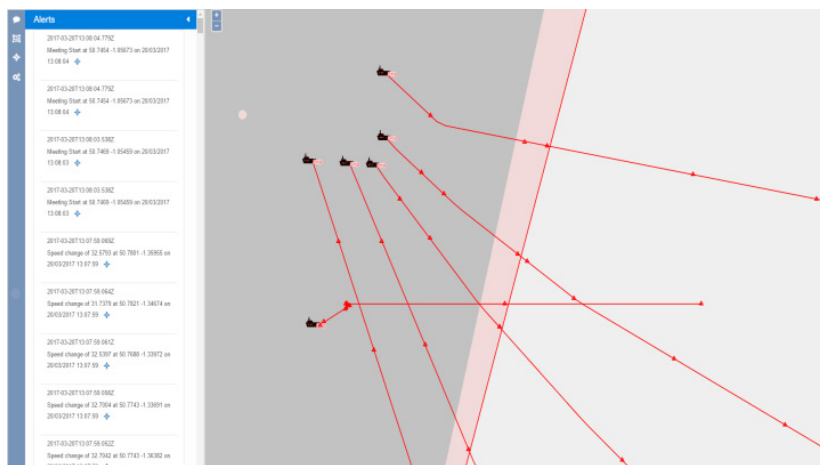 Alerts
2017-03-20T13:08:04.779Z
Meeting Start at 50.7464 -1.05673 on 20/03/2017
13:08:04
2017-03-20T13:08:04.779Z
Meeting Start at 50.7464 -1.05673 on 20/03/2017
13:08:04
2017-03-20T13:08:03.538Z
Meeting Start at 50.7469 -1.05459 on 20/03/2017
13:08:03
2017-03-20T13:08:03.538Z
Meeting Start at 50.7469 -1.05459 on 20/03/2017
13:08:03
2017-03-20T13:07:59.069Z
Speed change of 32.5793 at 50.7801 -1.35955 on
20/03/2017 13:07:59
2017-03-20T13:07:59.064Z
Speed change of 31.7379 at 50.7821 -1.34674 on
20/03/2017 13:07:59
2017-03-20T13:07:59.061Z
Speed change of 32.5397 at 50.7688 -1.33972 on
20/03/2017 13:07:59
2017-03-20T13:07:59.058Z
Speed change of 32.7004 at 50.7743 -1.33691 on
20/03/2017 13:07:59
2017-03-20T13:07:59.052Z
Speed change of 32.7042 at 50.7743 -1.36382 on